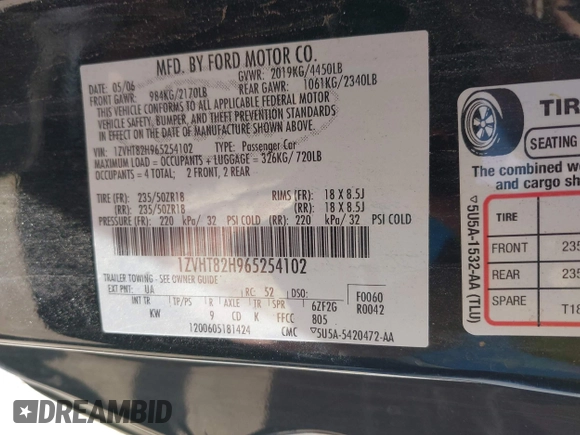 MFD. BY FORD MOTOR CO.
DATE: 05/06 GVWR: 2019KG/4450LB
FRONT GAWR: 984KG/2170LB REAR GAWR: 1061KG/2340LB
THIS VEHICLE CONFORMS TO ALL APPLICABLE FEDERAL MOTOR
VEHICLE SAFETY, BUMPER, AND THEFT PREVENTION STANDARDS
IN EFFECT ON THE DATE OF MANUFACTURE SHOWN ABOVE.
VIN: 1ZVHT82H965254102 TYPE: Passenger Car
MAXIMUM LOAD = OCCUPANTS + LUGGAGE = 326KG/720LB
OCCUPANTS = 4 TOTAL; 2 FRONT, 2 REAR
TIRE (FR): 235/50ZR18 RIMS (FR): 18 X 8.5J
(RR): 235/50ZR18 (RR): 18 X 8.5J
PRESSURE (FR): 220 kPa/ 32 PSI COLD (RR): 220 kPa/ 32 PSI COLD
1ZVHT82H965254102
TRAILER TOWING - SEE OWNER GUIDE
EXT PNT: UA RC: 52 DSO: F0060
INT TR TP/PS R AXLE TR SPR 6ZF2G R0042
KW 9 CD K FFCC 805
1200605181424 CMC ▽5U5A-5420472-AA
TIRE
SEATING
The combined w
and cargo sh
TIRE
FRONT 235
REAR 235
SPARE T18
▽5U5A-1532-AA (TLU)
DREAMBID